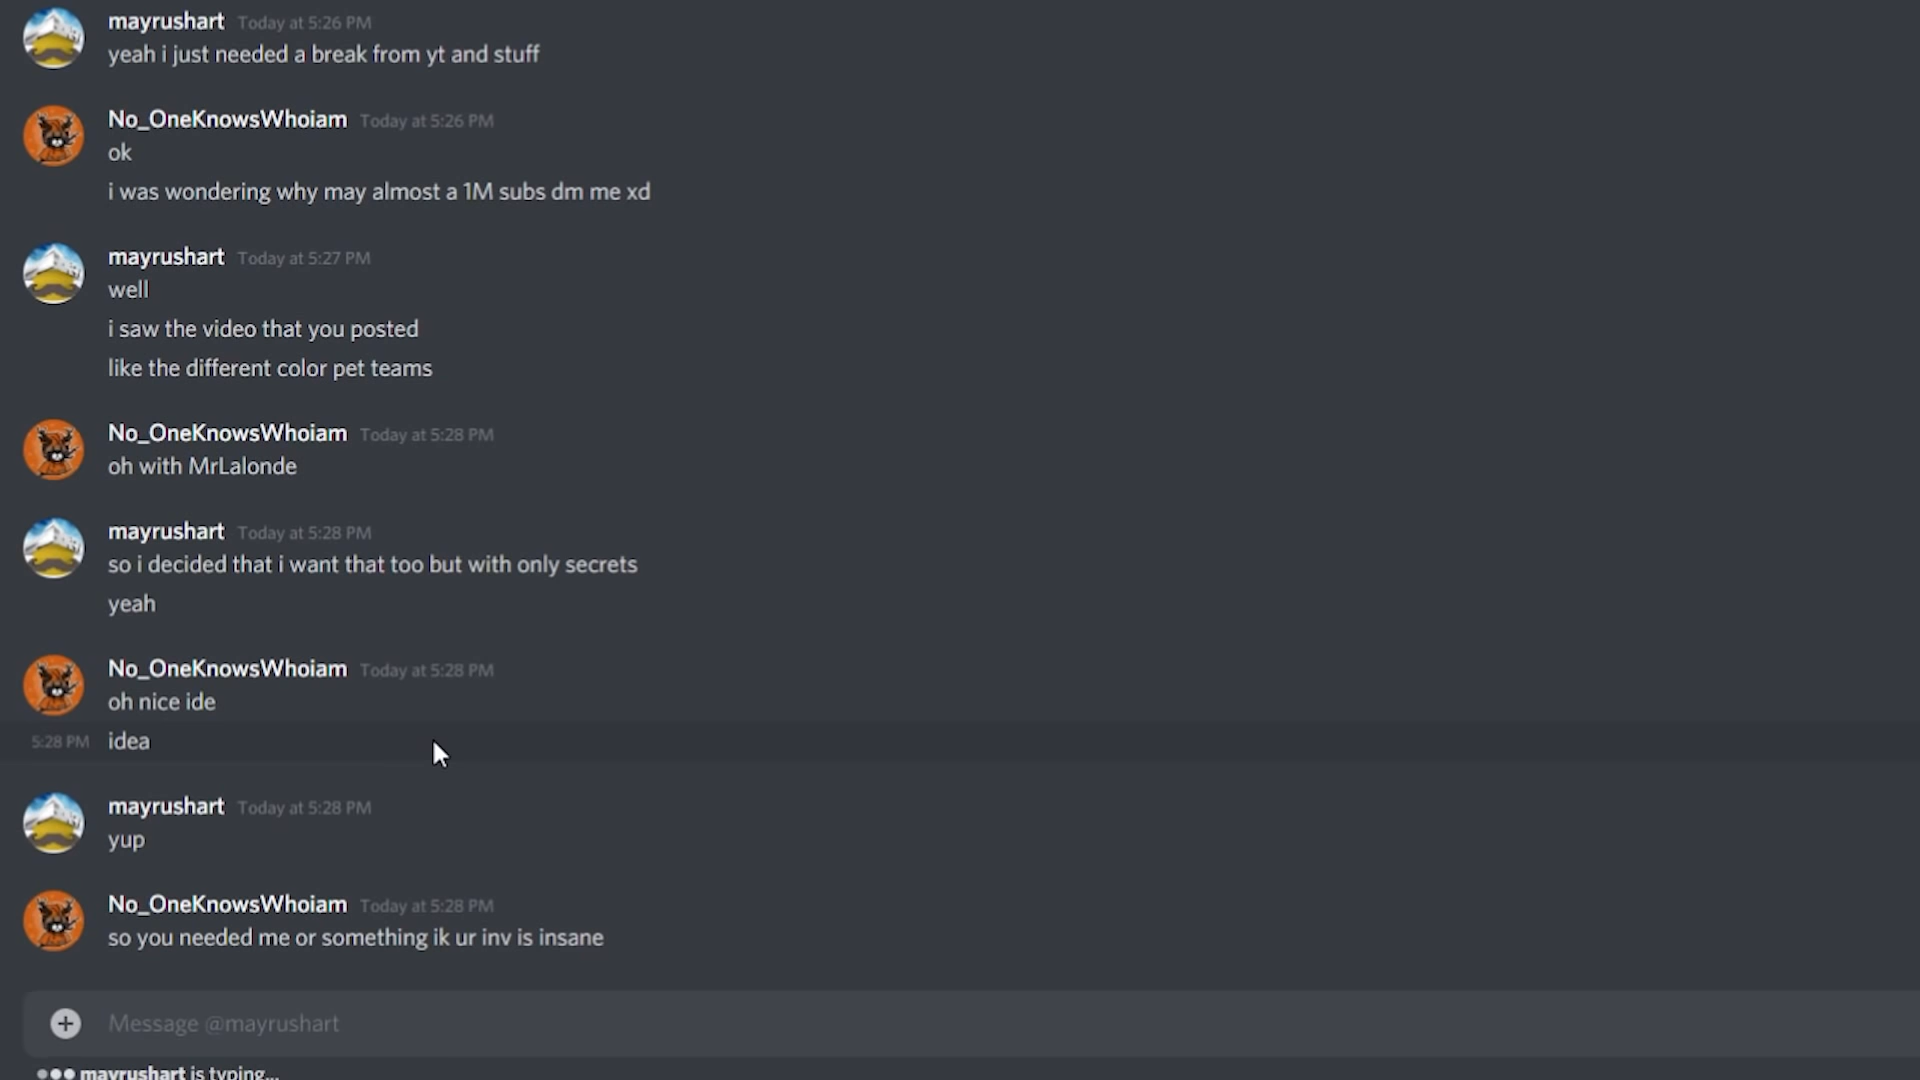 mayrushart Today at 5:26 PM
yeah i just needed a break from yt and stuff
No_OneKnowsWhoiam Today at 5:26 PM
ok
i was wondering why may almost a 1M subs dm me xd
mayrushart Today at 5:27 PM
well
i saw the video that you posted
like the different color pet teams
No_OneKnowsWhoiam Today at 5:28 PM
oh with MrLalonde
mayrushart Today at 5:28 PM
so i decided that i want that too but with only secrets
yeah
No_OneKnowsWhoiam Today at 5:28 PM
oh nice ide
5:28 PM idea
mayrushart Today at 5:28 PM
yup
No_OneKnowsWhoiam Today at 5:28 PM
so you needed me or something ik ur inv is insane
Message @mayrushart
mayrushart is typing...